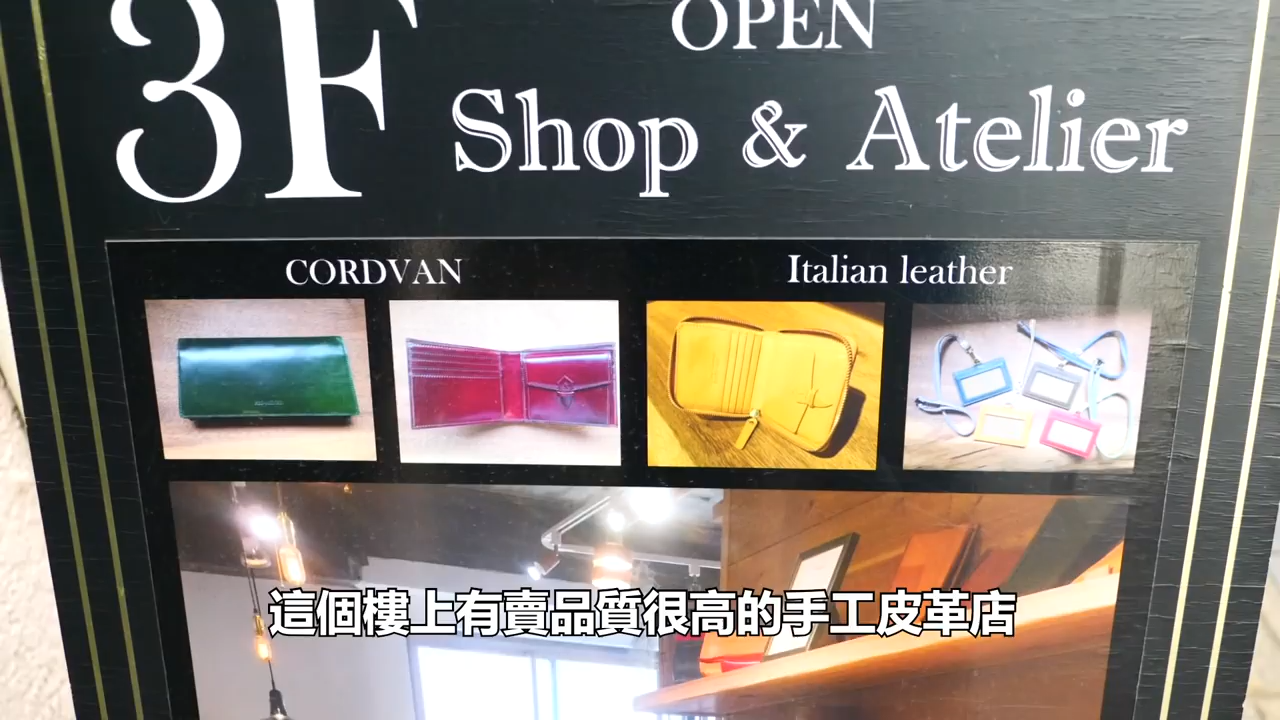 3F
OPEN
Shop & Atelier
CORDVAN
Italian leather
這個樓上有賣品質很高的手工皮革店